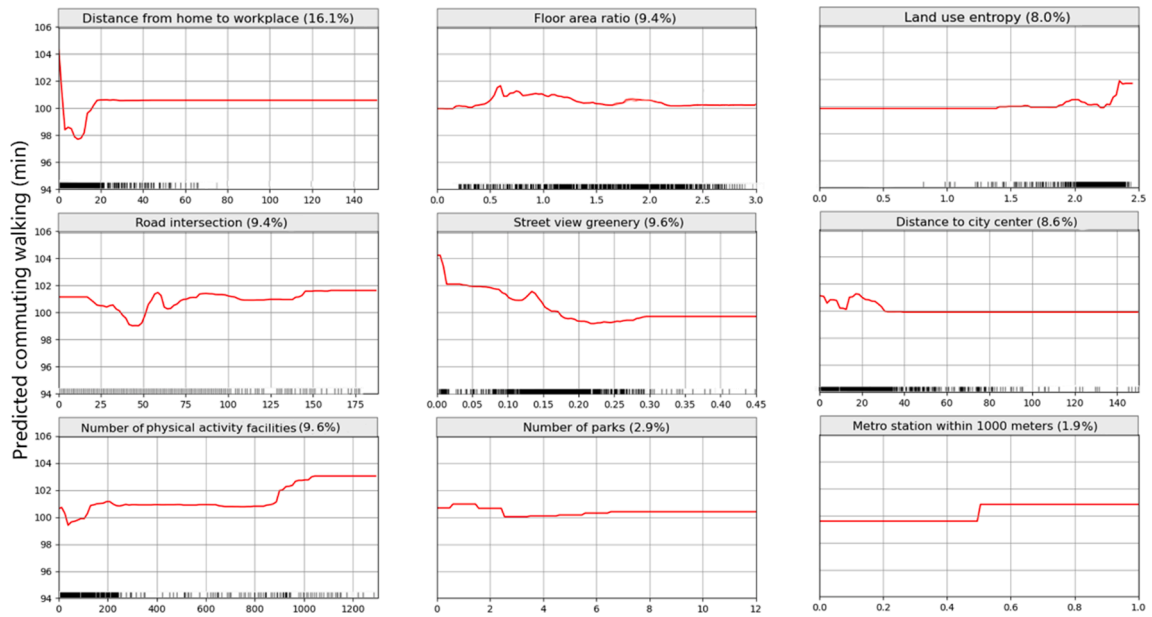 Predicted commuting walking (min)
Distance from home to workplace (16.1%)
106
104
102
100
98
96
94
0 20 40 60 80 100 120 140
Floor area ratio (9.4%)
0.0 0.5 1.0 1.5 2.0 2.5 3.0
Land use entropy (8.0%)
0.0 0.5 1.0 1.5 2.0 2.5
Road intersection (9.4%)
106
104
102
100
98
96
94
0 25 50 75 100 125 150 175
Street view greenery (9.6%)
0.00 0.05 0.10 0.15 0.20 0.25 0.30 0.35 0.40 0.45
Distance to city center (8.6%)
0 20 40 60 80 100 120 140
Number of physical activity facilities (9.6%)
106
104
102
100
98
96
94
0 200 400 600 800 1000 1200
Number of parks (2.9%)
0 2 4 6 8 10 12
Metro station within 1000 meters (1.9%)
0.0 0.2 0.4 0.6 0.8 1.0